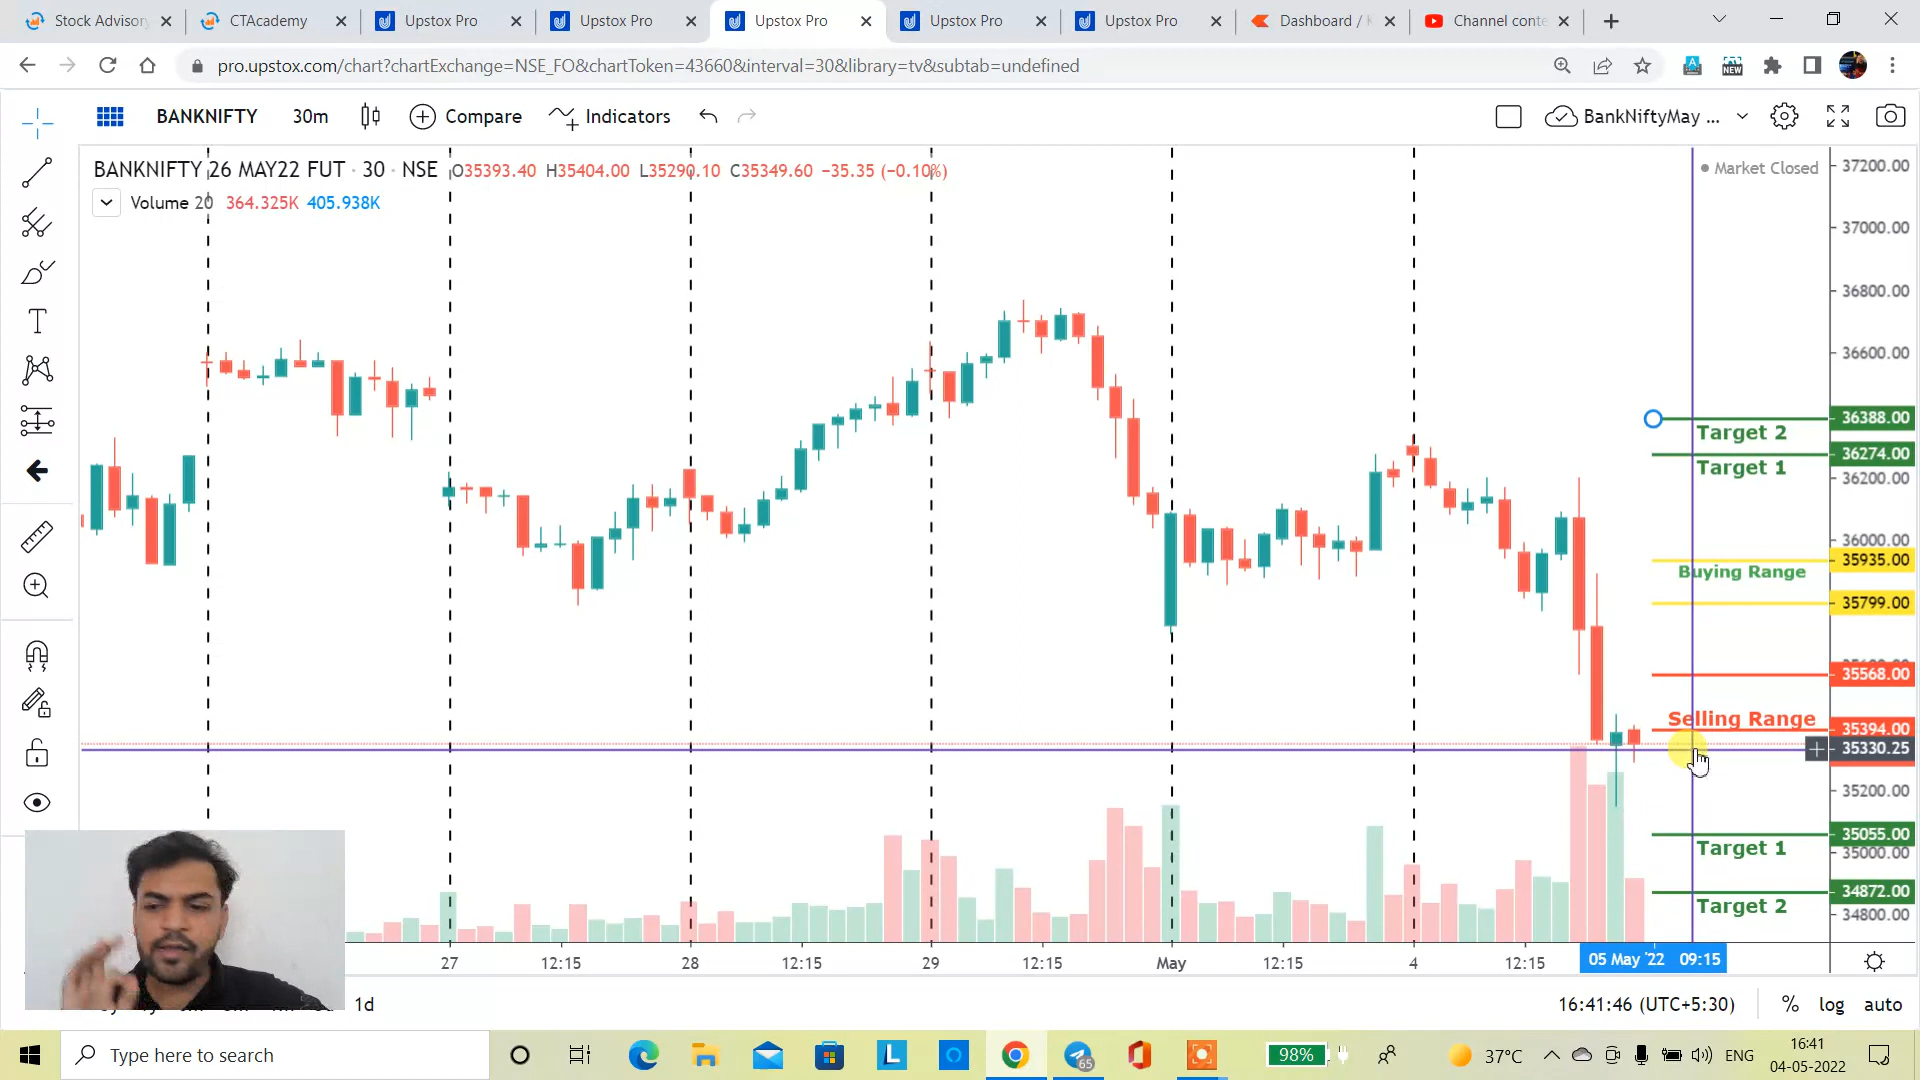 Stock Advisory
CTAcademy
Upstox Pro
Upstox Pro
Upstox Pro
Upstox Pro
Upstox Pro
Dashboard /
Channel conte
pro.upstox.com/chart?chartExchange=NSE_FO&chartToken=43660&interval=30&library=tv&subtab=undefined
NEW
BANKNIFTY 30m Compare Indicators
BankNiftyMay ...
BANKNIFTY 26 MAY22 FUT · 30 · NSE O35393.40 H35404.00 L35290.10 C35349.60 −35.35 (−0.10%)
Volume 20 364.325K 405.938K
Market Closed
37200.00
37000.00
36800.00
36600.00
36388.00
Target 2
36274.00
Target 1
36200.00
36000.00
35935.00
Buying Range
35799.00
35568.00
Selling Range
35394.00
35330.25
35200.00
35055.00
Target 1
35000.00
34872.00
Target 2
34800.00
27 12:15 28 12:15 29 12:15 May 12:15 4 12:15 05 May '22 09:15
1d
16:41:46 (UTC+5:30) % log auto
Type here to search
L
65
98%
37°C
ENG
16:41
04-05-2022